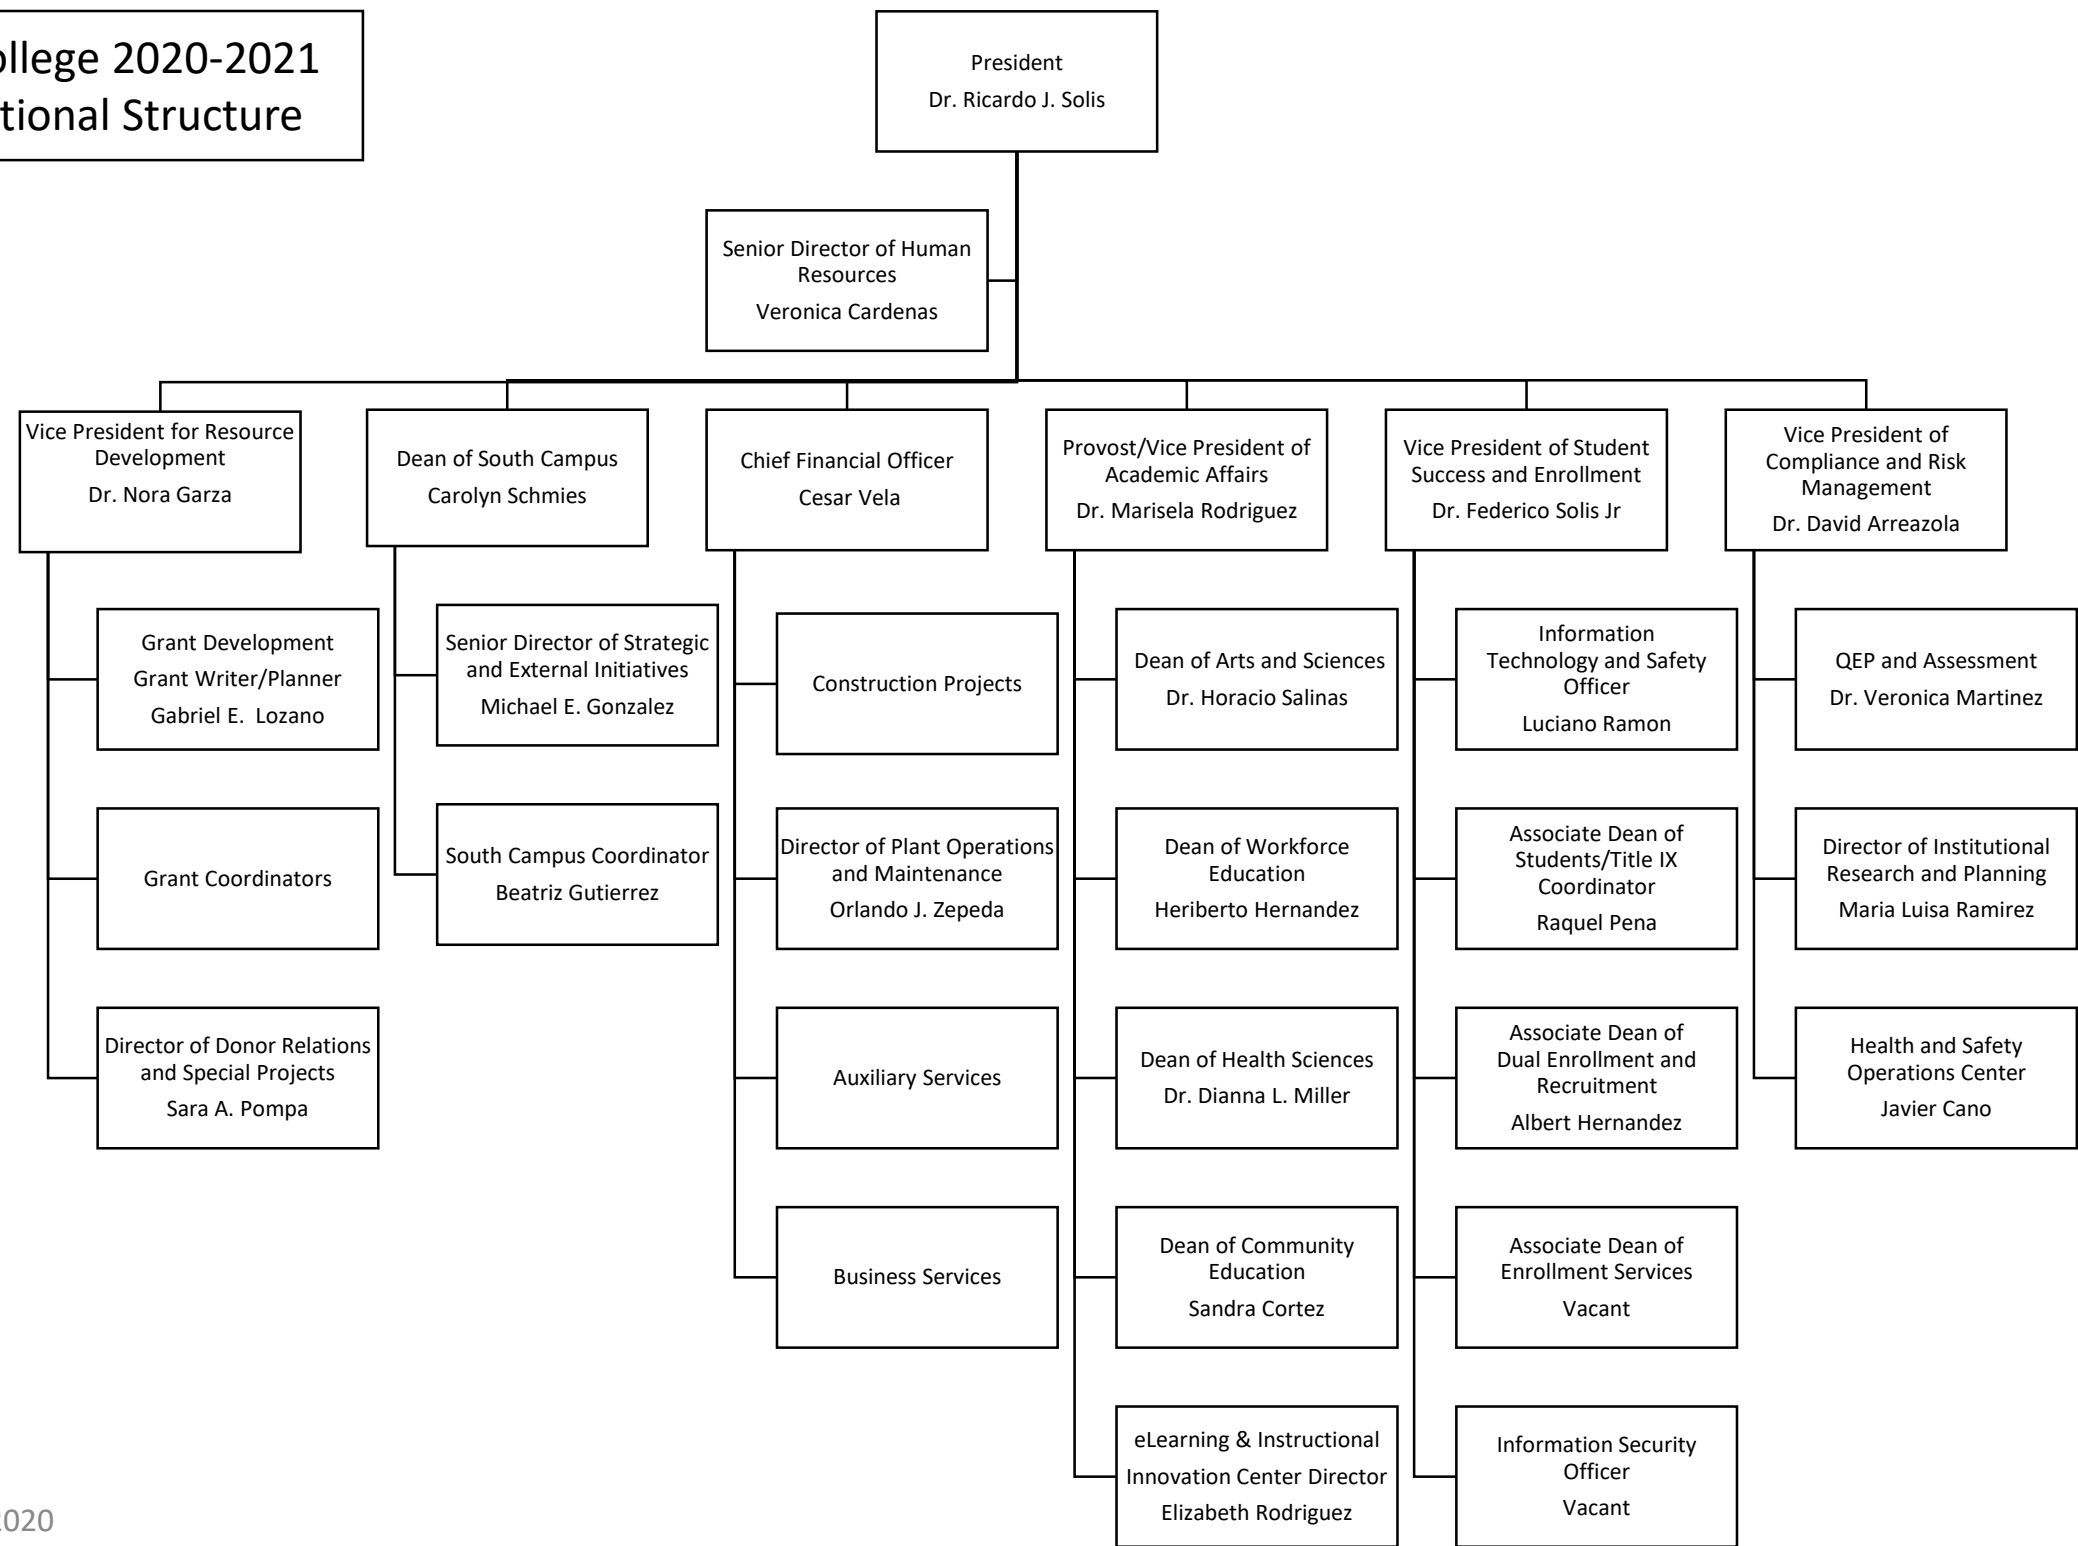 ollege 2020-2021
tional Structure
President
Dr. Ricardo J. Solis
Senior Director of Human
Resources
Veronica Cardenas
Vice President for Resource
Development
Dr. Nora Garza
Dean of South Campus
Carolyn Schmies
Chief Financial Officer
Cesar Vela
Provost/Vice President of
Academic Affairs
Dr. Marisela Rodriguez
Vice President of Student
Success and Enrollment
Dr. Federico Solis Jr
Vice President of
Compliance and Risk
Management
Dr. David Arreazola
Grant Development
Grant Writer/Planner
Gabriel E.  Lozano
Grant Coordinators
Director of Donor Relations
and Special Projects
Sara A. Pompa
Senior Director of Strategic
and External Initiatives
Michael E. Gonzalez
South Campus Coordinator
Beatriz Gutierrez
Construction Projects
Director of Plant Operations
and Maintenance
Orlando J. Zepeda
Auxiliary Services
Business Services
Dean of Arts and Sciences
Dr. Horacio Salinas
Dean of Workforce
Education
Heriberto Hernandez
Dean of Health Sciences
Dr. Dianna L. Miller
Dean of Community
Education
Sandra Cortez
eLearning & Instructional
Innovation Center Director
Elizabeth Rodriguez
Information
Technology and Safety
Officer
Luciano Ramon
Associate Dean of
Students/Title IX
Coordinator
Raquel Pena
Associate Dean of
Dual Enrollment and
Recruitment
Albert Hernandez
Associate Dean of
Enrollment Services
Vacant
Information Security
Officer
Vacant
QEP and Assessment
Dr. Veronica Martinez
Director of Institutional
Research and Planning
Maria Luisa Ramirez
Health and Safety
Operations Center
Javier Cano
2020